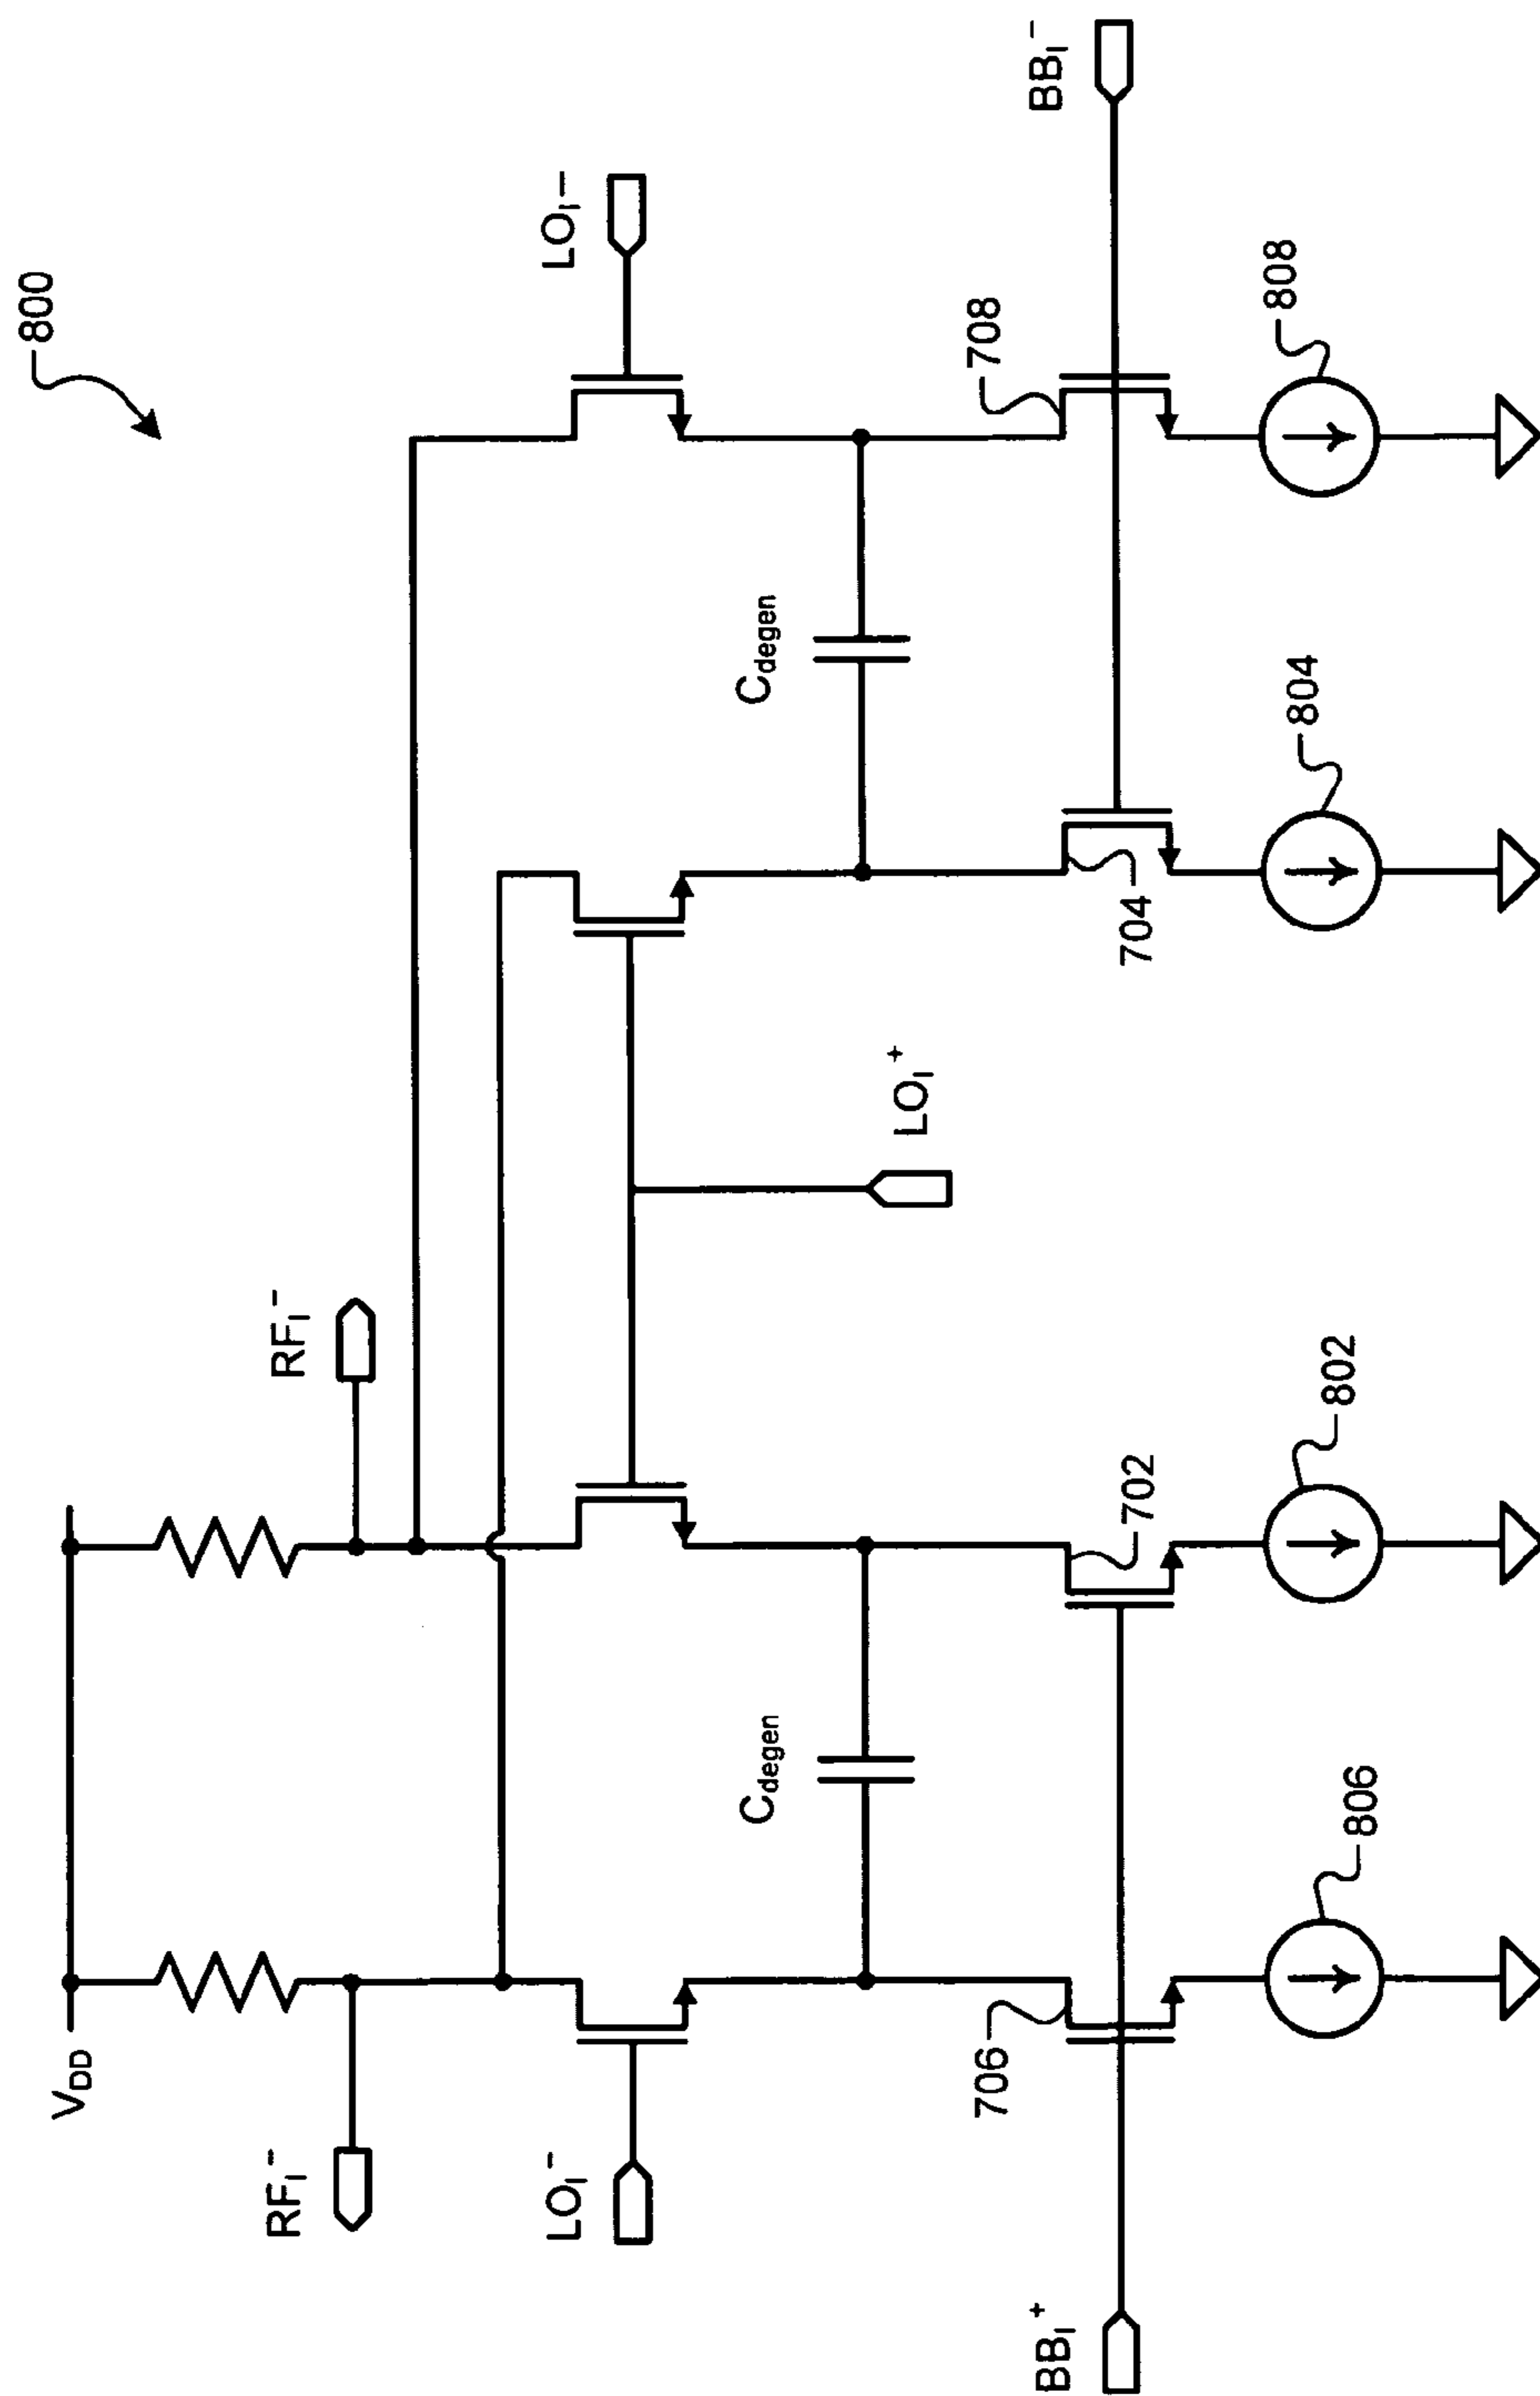 800
V_DD
RF_I^-
RF_I^-
LO_I^-
LO_I^-
LO_I^+
C_degen
C_degen
706
702
704
708
BB_I^+
BB_I^-
806
802
804
808